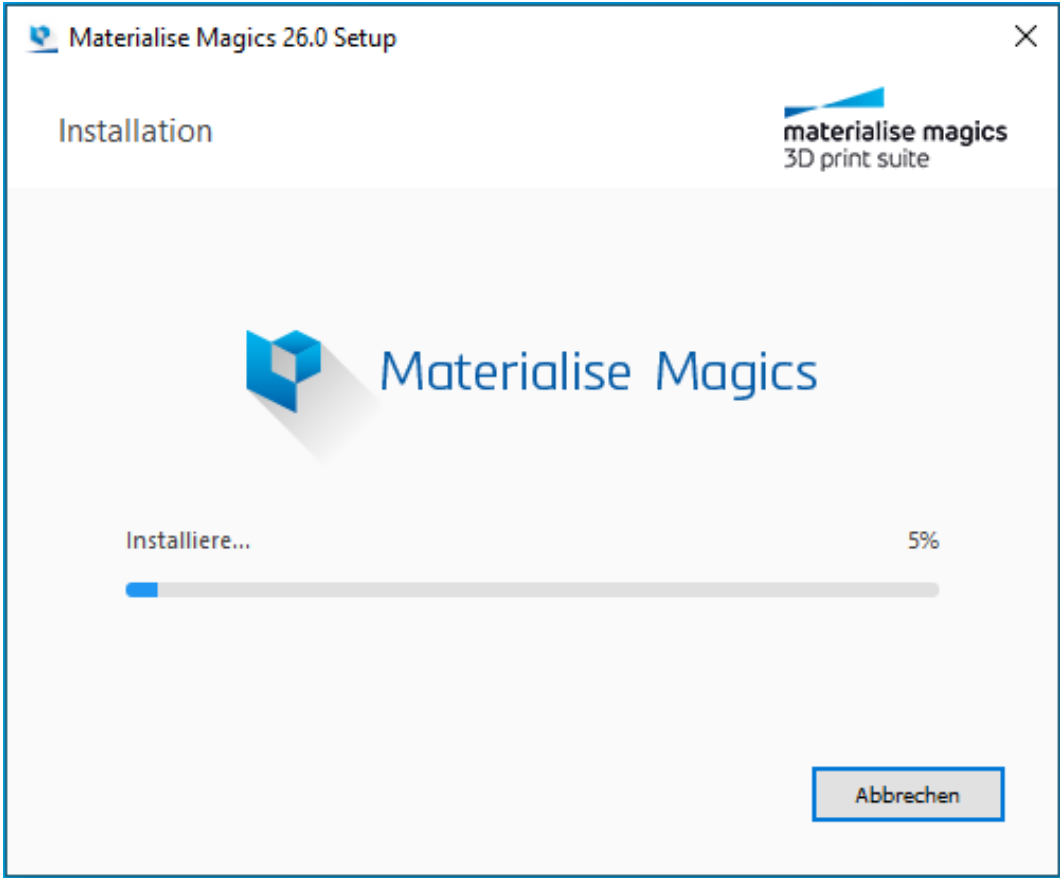 Materialise Magics 26.0 Setup
Installation
materialise magics
3D print suite
Materialise Magics
Installiere... 5%
Abbrechen